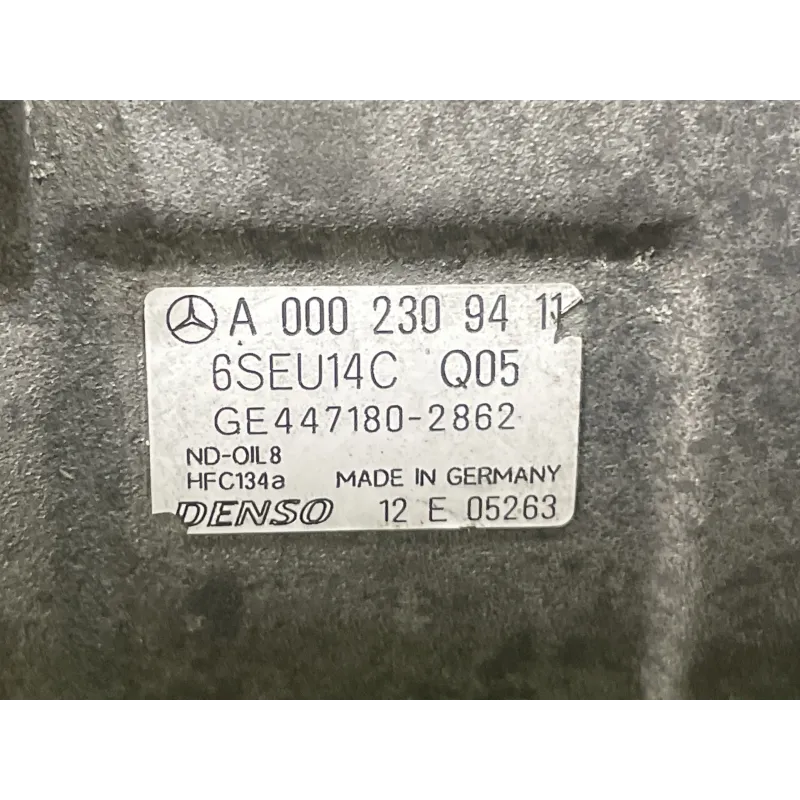 A 000 230 94 11
6SEU14C Q05
GE447180-2862
ND-OIL8
HFC134a MADE IN GERMANY
DENSO 12 E 05263